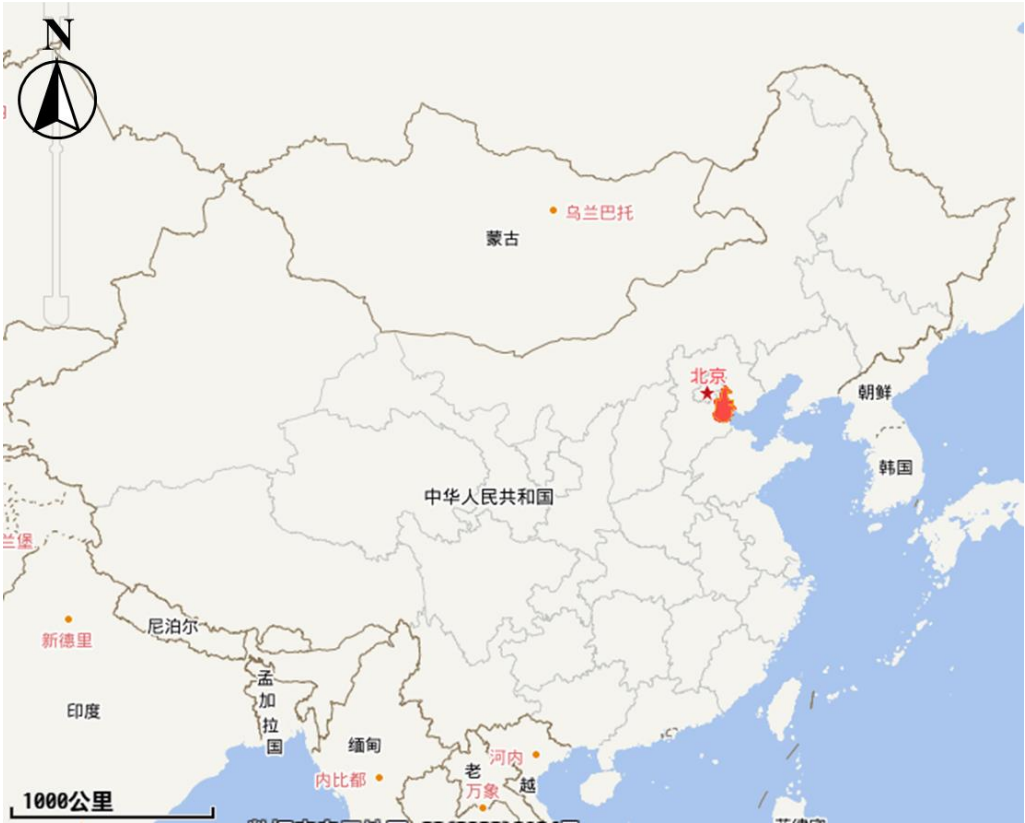 N
乌兰巴托
蒙古
北京
朝鲜
韩国
中华人民共和国
兰堡
新德里
尼泊尔
孟加拉国
印度
缅甸
河内
老
越
内比都
万象
1000公里